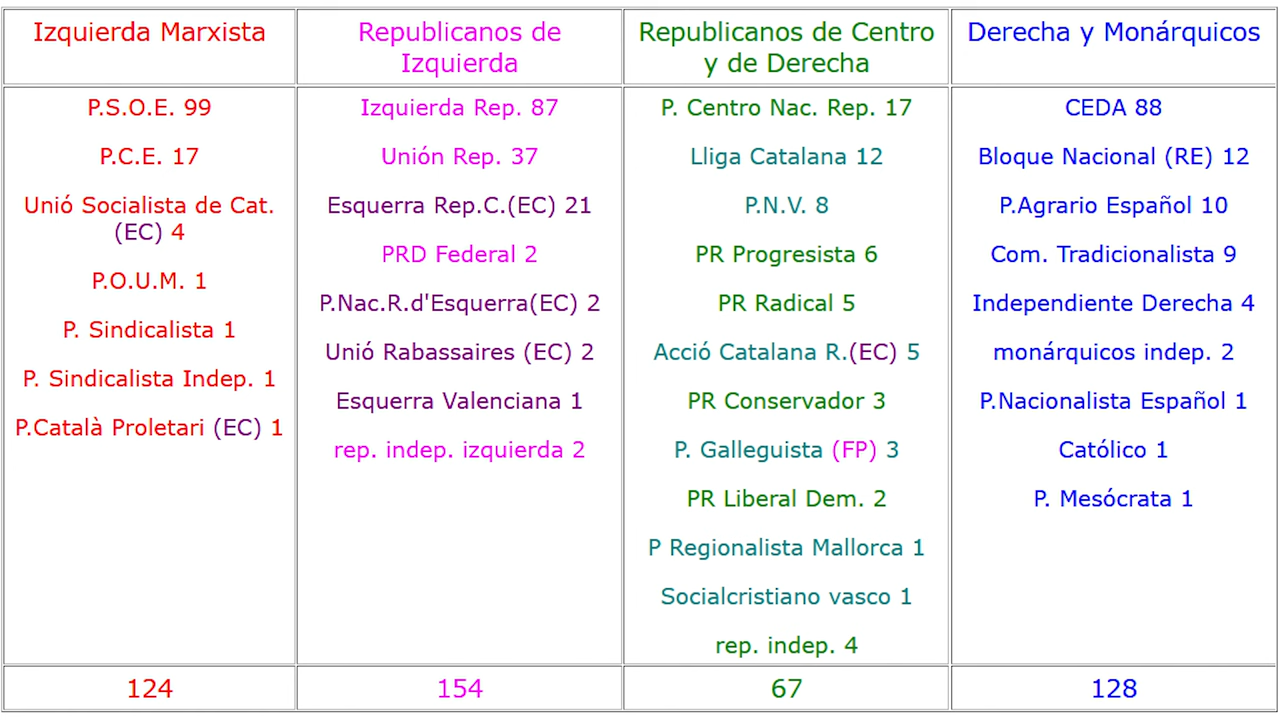 Izquierda Marxista
Republicanos de
Izquierda
Republicanos de Centro
y de Derecha
Derecha y Monárquicos
P.S.O.E. 99
P.C.E. 17
Unió Socialista de Cat.
(EC) 4
P.O.U.M. 1
P. Sindicalista 1
P. Sindicalista Indep. 1
P.Català Proletari (EC) 1
Izquierda Rep. 87
Unión Rep. 37
Esquerra Rep.C.(EC) 21
PRD Federal 2
P.Nac.R.d'Esquerra(EC) 2
Unió Rabassaires (EC) 2
Esquerra Valenciana 1
rep. indep. izquierda 2
P. Centro Nac. Rep. 17
Lliga Catalana 12
P.N.V. 8
PR Progresista 6
PR Radical 5
Acció Catalana R.(EC) 5
PR Conservador 3
P. Galleguista (FP) 3
PR Liberal Dem. 2
P Regionalista Mallorca 1
Socialcristiano vasco 1
rep. indep. 4
CEDA 88
Bloque Nacional (RE) 12
P.Agrario Español 10
Com. Tradicionalista 9
Independiente Derecha 4
monárquicos indep. 2
P.Nacionalista Español 1
Católico 1
P. Mesócrata 1
124
154
67
128